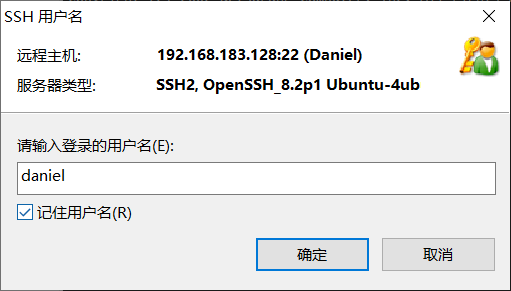 SSH 用户名
远程主机: 192.168.183.128:22 (Daniel)
服务器类型: SSH2, OpenSSH_8.2p1 Ubuntu-4ub
请输入登录的用户名(E):
daniel
记住用户名(R)
确定 取消